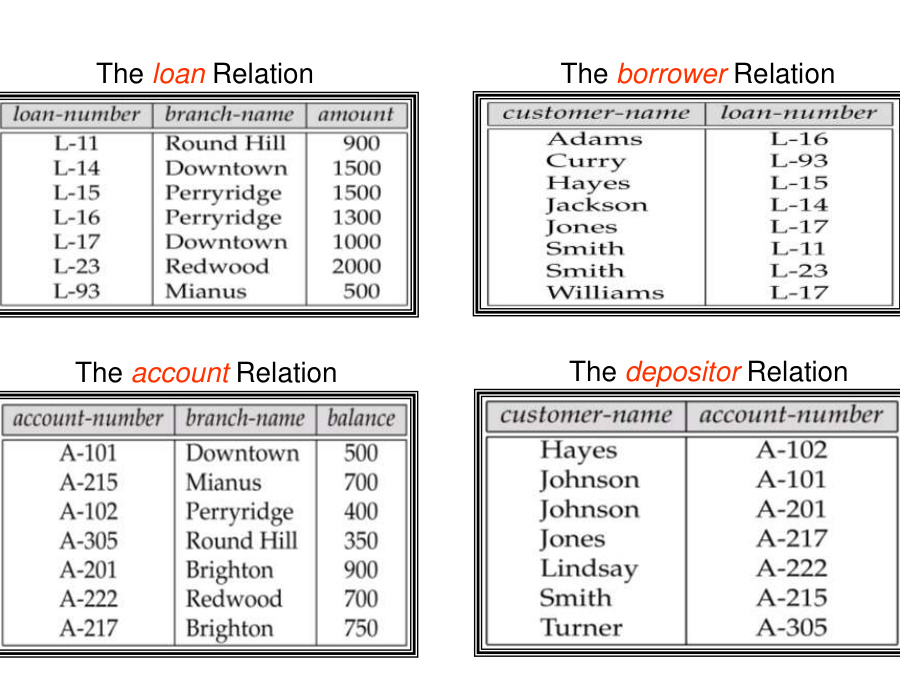 The loan Relation
loan-number branch-name amount
L-11 Round Hill 900
L-14 Downtown 1500
L-15 Perryridge 1500
L-16 Perryridge 1300
L-17 Downtown 1000
L-23 Redwood 2000
L-93 Mianus 500
The borrower Relation
customer-name loan-number
Adams L-16
Curry L-93
Hayes L-15
Jackson L-14
Jones L-17
Smith L-11
Smith L-23
Williams L-17
The account Relation
account-number branch-name balance
A-101 Downtown 500
A-215 Mianus 700
A-102 Perryridge 400
A-305 Round Hill 350
A-201 Brighton 900
A-222 Redwood 700
A-217 Brighton 750
The depositor Relation
customer-name account-number
Hayes A-102
Johnson A-101
Johnson A-201
Jones A-217
Lindsay A-222
Smith A-215
Turner A-305